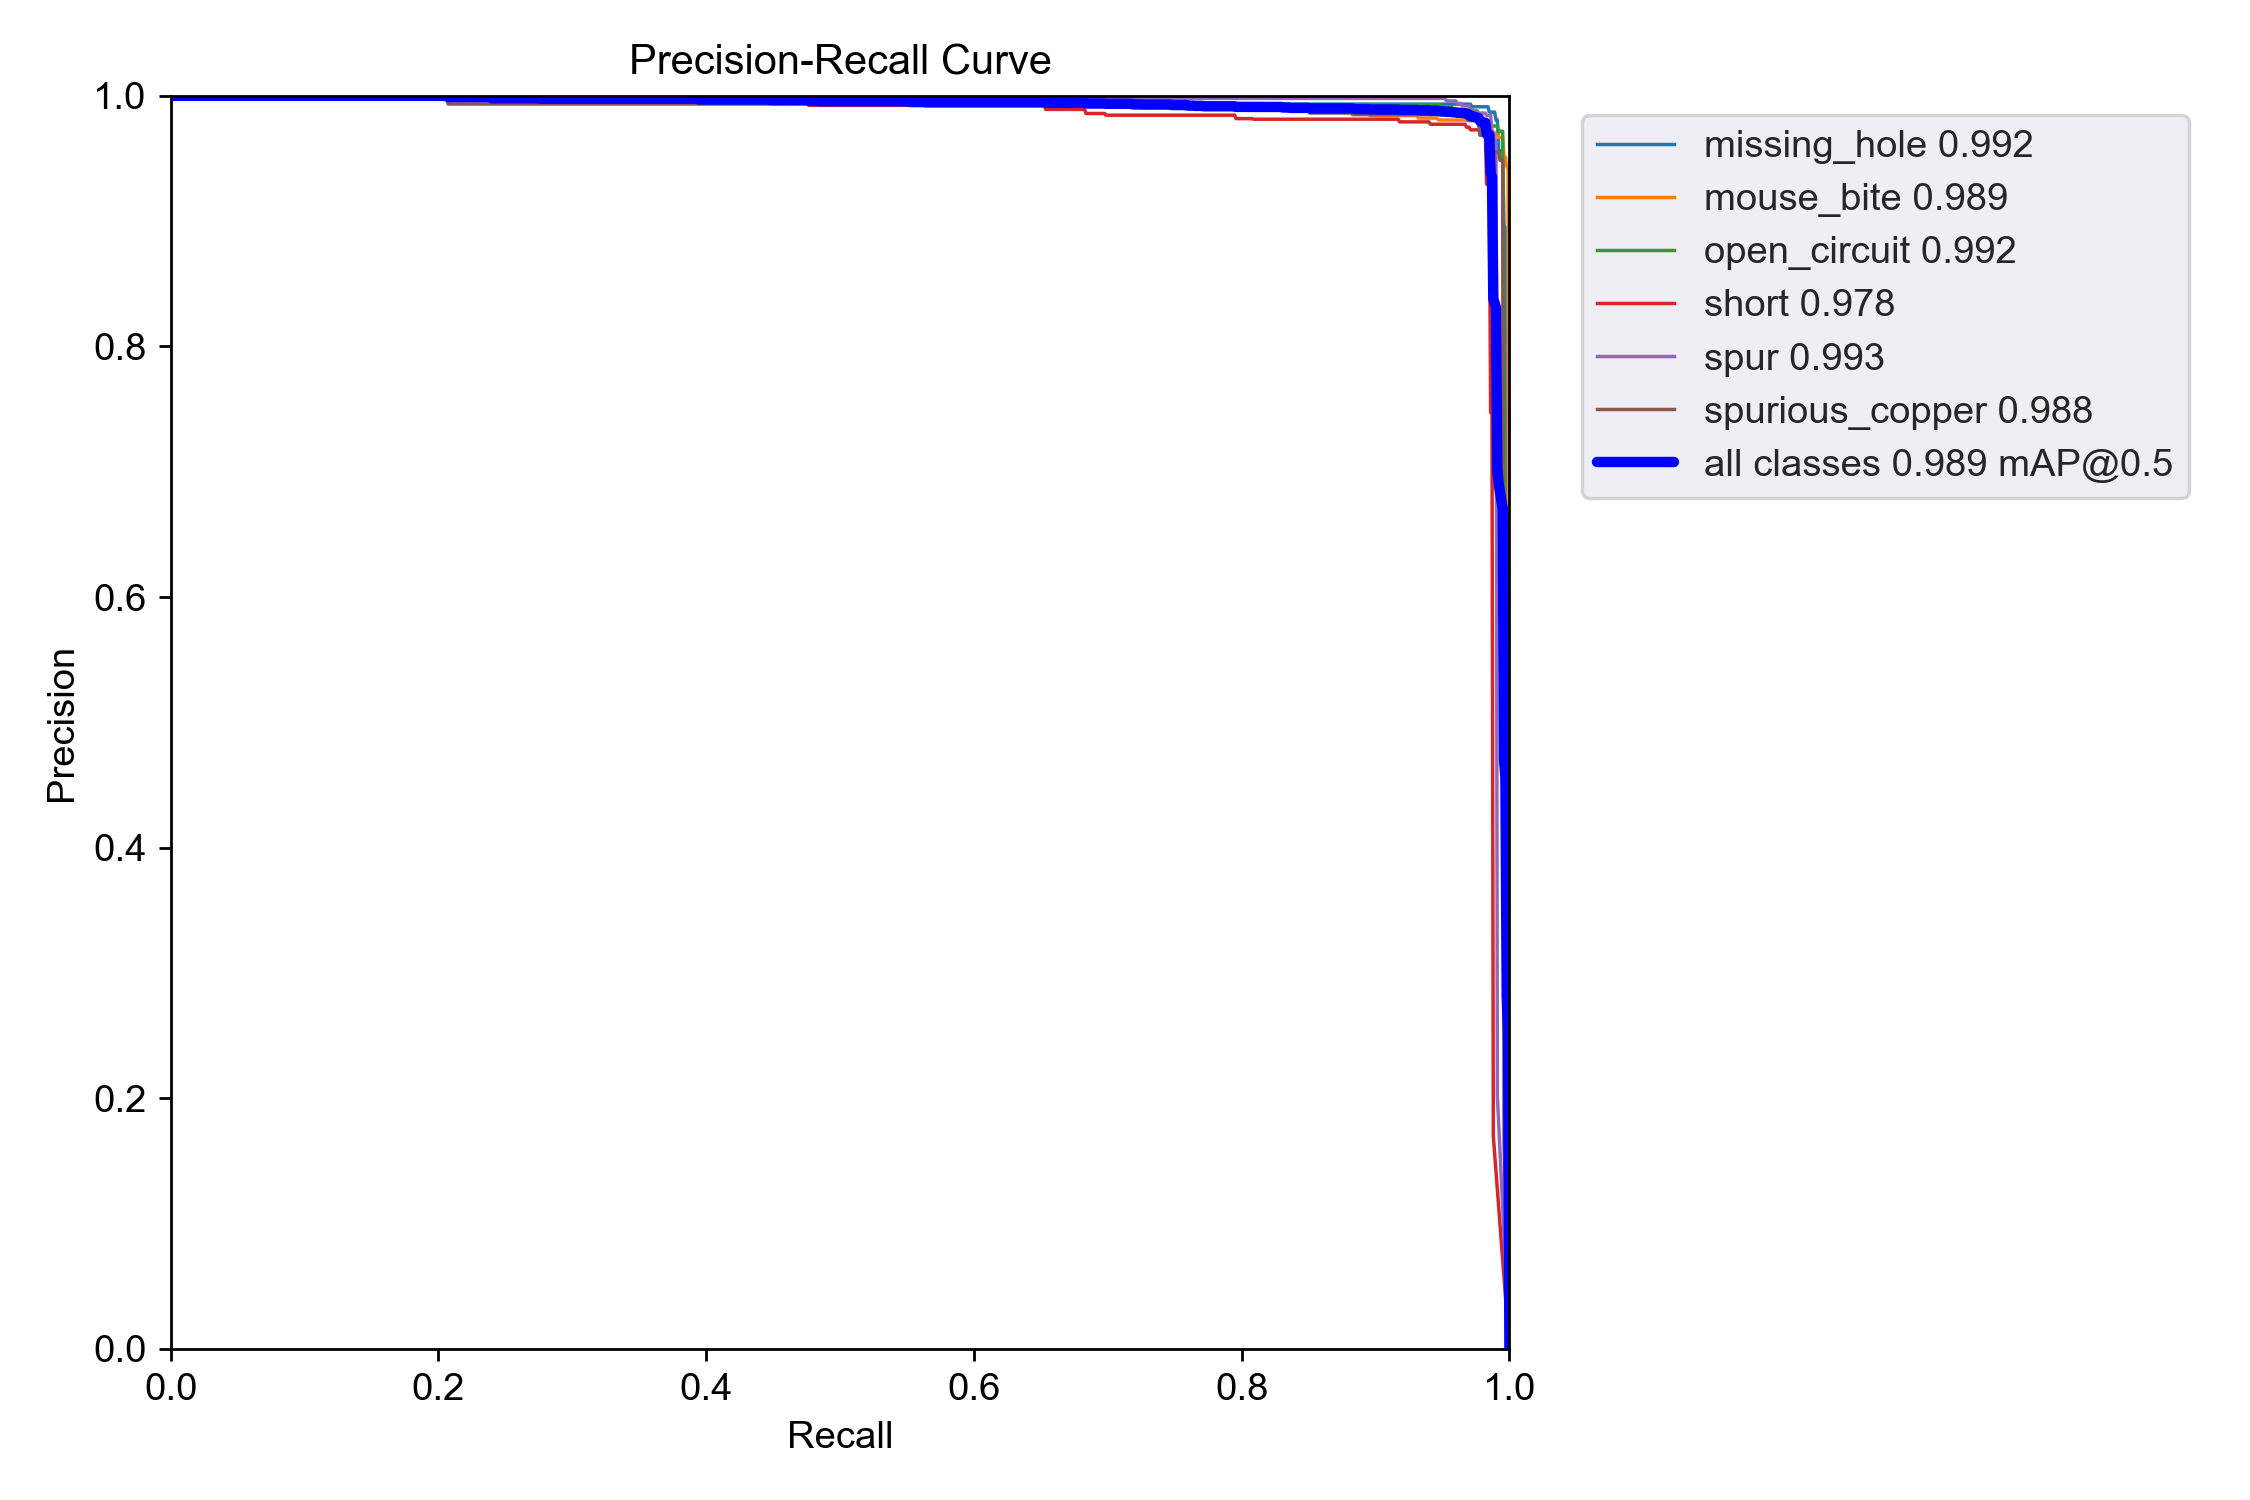 Precision-Recall Curve
1.0
0.8
0.6
0.4
0.2
0.0
Precision
0.0 0.2 0.4 0.6 0.8 1.0
Recall
missing_hole 0.992
mouse_bite 0.989
open_circuit 0.992
short 0.978
spur 0.993
spurious_copper 0.988
all classes 0.989 mAP@0.5